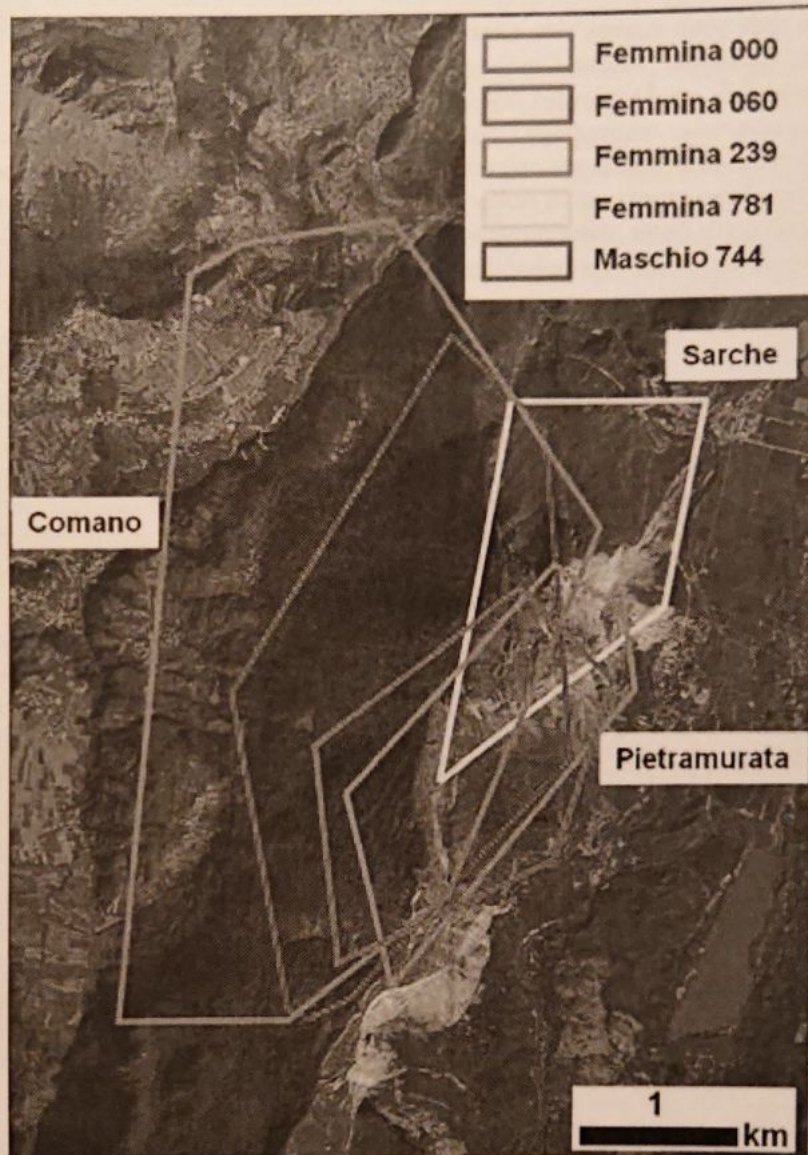 Femmina 000
Femmina 060
Femmina 239
Femmina 781
Maschio 744
Sarche
Comano
Pietramurata
1
km